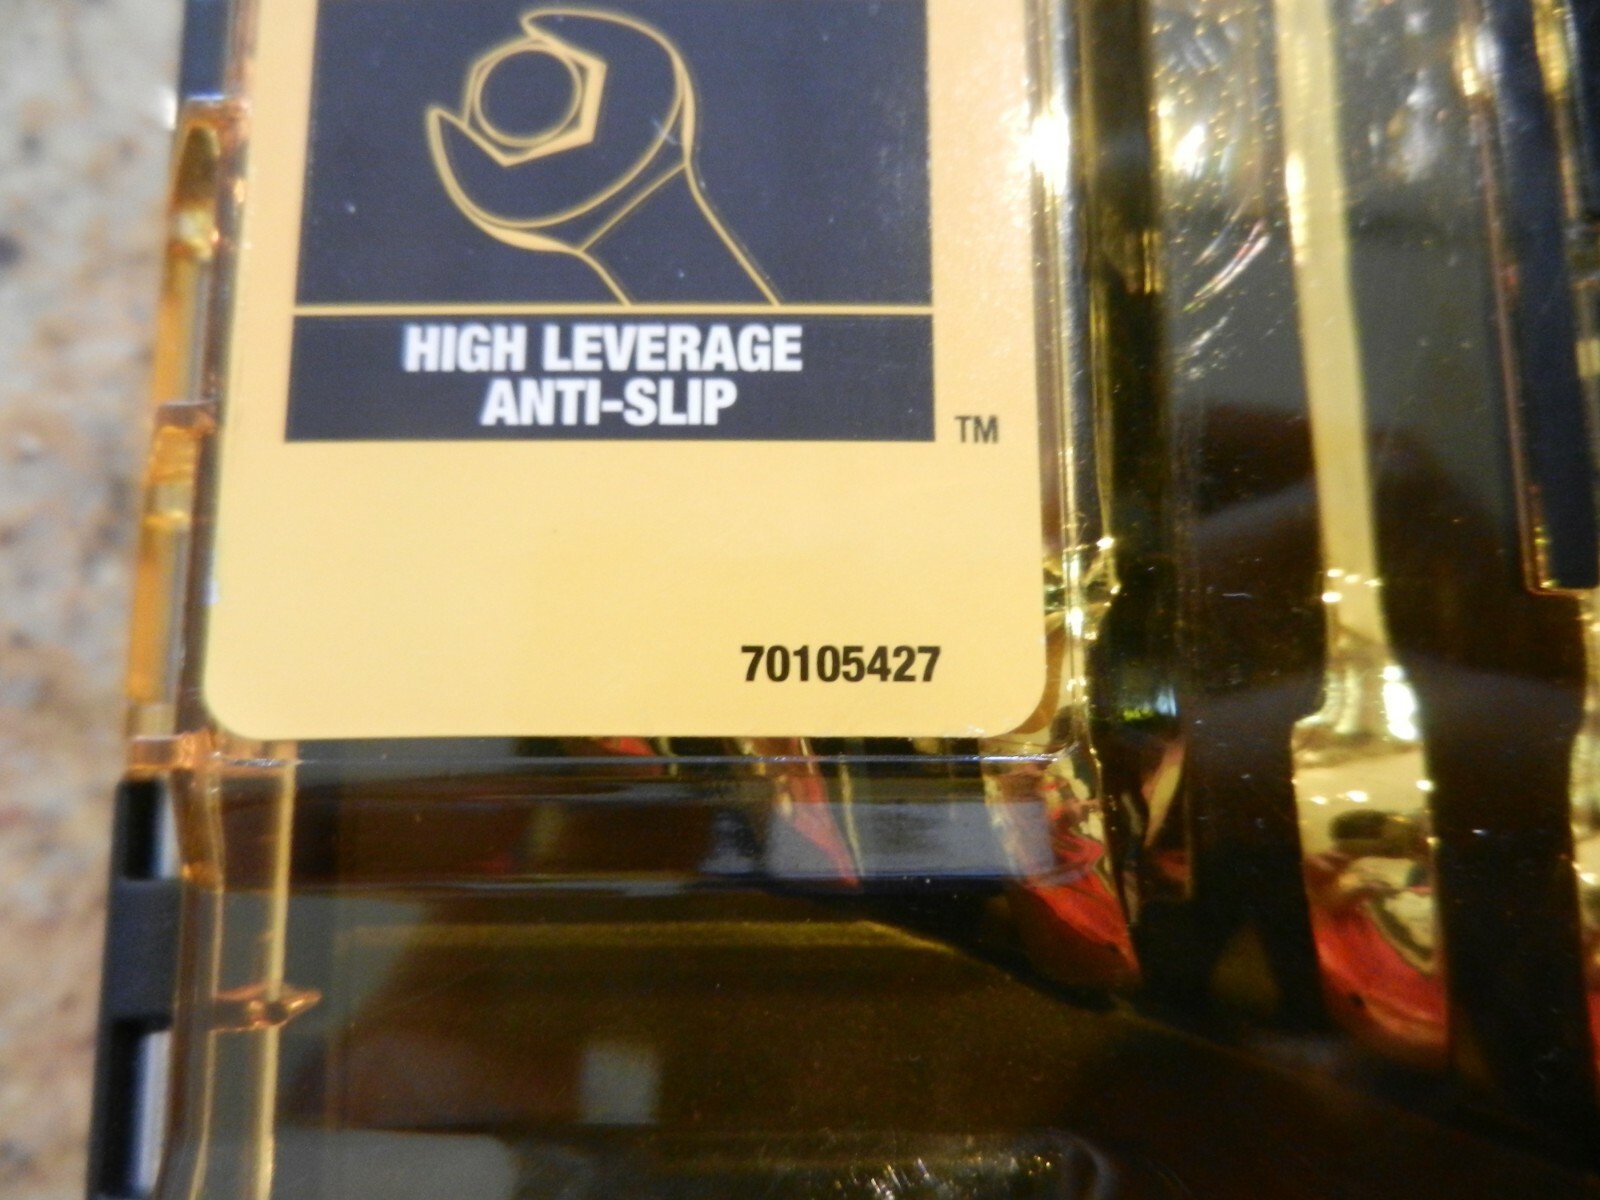 HIGH LEVERAGE
ANTI-SLIP
TM
70105427